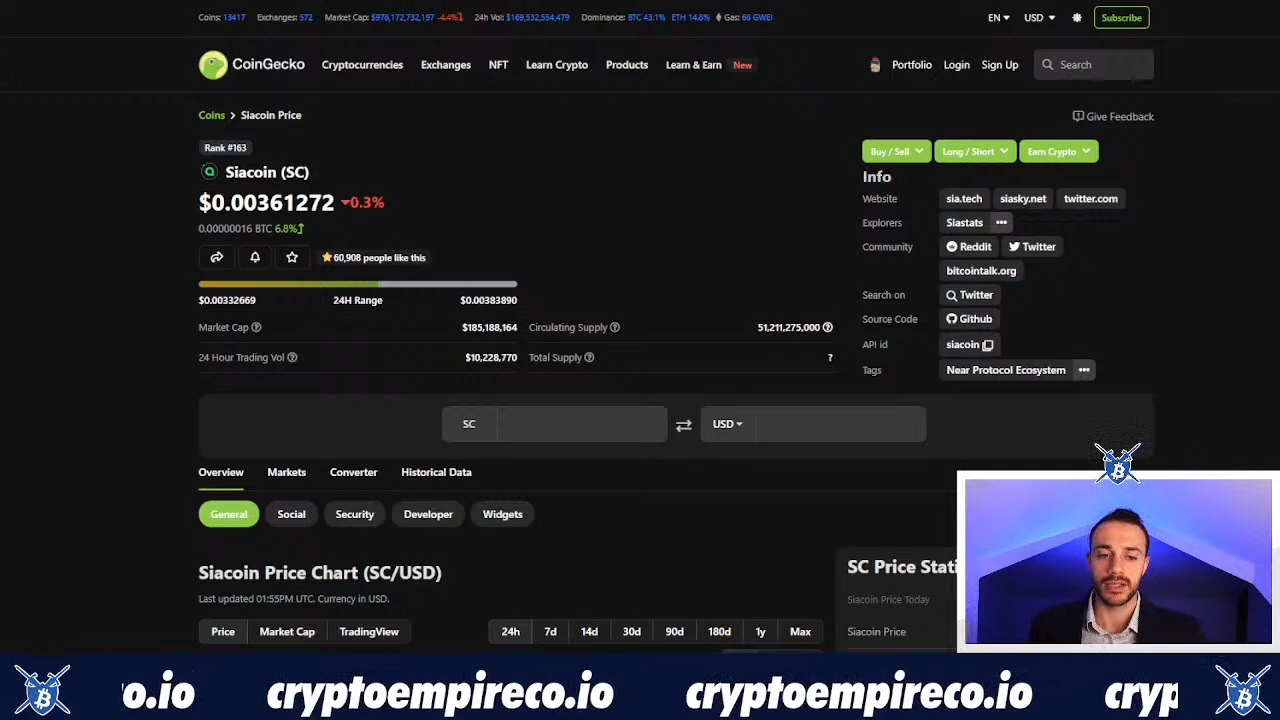 Coins: 13417 Exchanges: 572 Market Cap: $978,172,732,197 -4.4% 24h Vol: $169,532,554,479 Dominance: BTC 43.1% ETH 14.8% Gas: 68 GWEI EN USD Subscribe
CoinGecko Cryptocurrencies Exchanges NFT Learn Crypto Products Learn & Earn New Portfolio Login Sign Up Search
Coins > Siacoin Price Give Feedback
Rank #163
Buy / Sell Long / Short Earn Crypto
Siacoin (SC)
Info
$0.00361272 0.3%
Website sia.tech siasky.net twitter.com
0.00000016 BTC 6.8%
Explorers Siastats •••
60,908 people like this
Community Reddit Twitter
bitcointalk.org
$0.00332669 24H Range $0.00383890
Search on Twitter
Market Cap ? $185,188,164 Circulating Supply ? 51,211,275,000 ?
Source Code Github
24 Hour Trading Vol ? $10,228,770 Total Supply ? ?
API id siacoin
Tags Near Protocol Ecosystem •••
SC USD
Overview Markets Converter Historical Data
General Social Security Developer Widgets
Siacoin Price Chart (SC/USD)
SC Price Stati
Last updated 01:55PM UTC. Currency in USD.
Siacoin Price Today
Price Market Cap TradingView 24h 7d 14d 30d 90d 180d 1y Max
Siacoin Price
o.io cryptoempireco.io cryptoempireco.io cryp